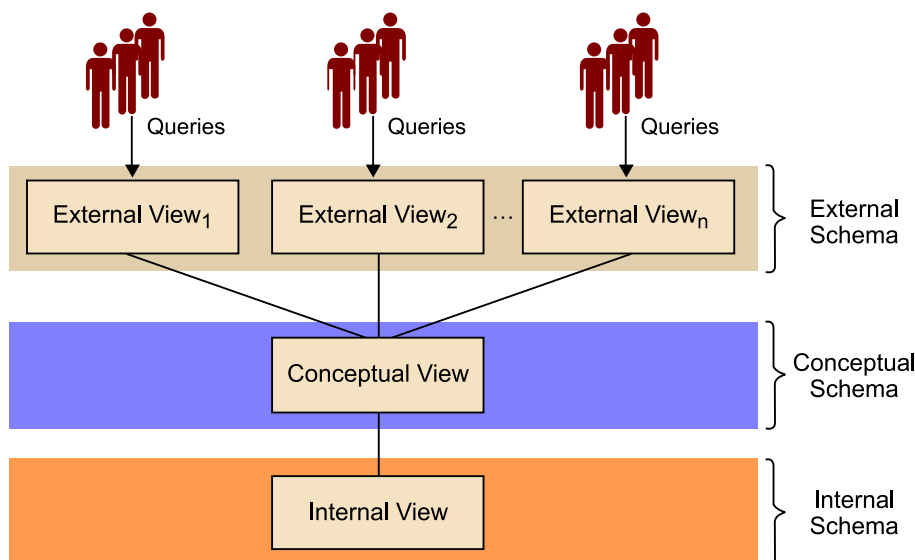 Queries
Queries
Queries
External View1
External View2
...
External Viewn
External
Schema
Conceptual View
Conceptual
Schema
Internal View
Internal
Schema